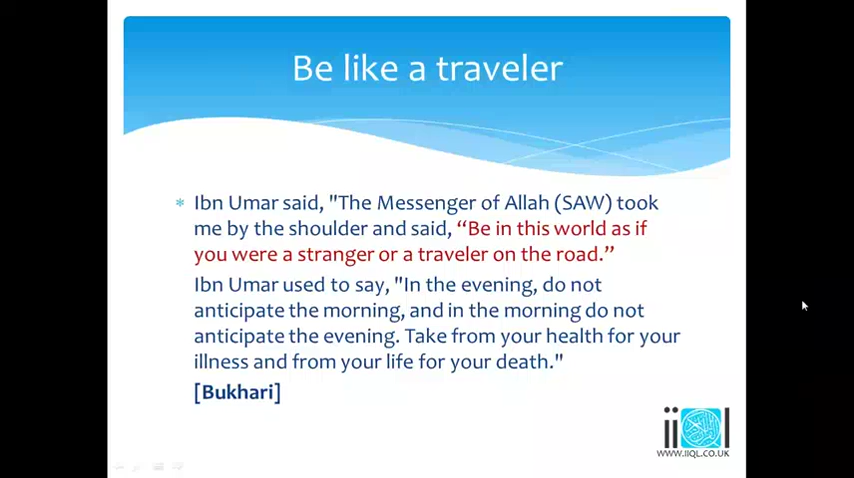 Be like a traveler
Ibn Umar said, "The Messenger of Allah (SAW) took
me by the shoulder and said, “Be in this world as if
you were a stranger or a traveler on the road.”
Ibn Umar used to say, "In the evening, do not
anticipate the morning, and in the morning do not
anticipate the evening. Take from your health for your
illness and from your life for your death."
[Bukhari]
iiql
WWW.IIQL.CO.UK